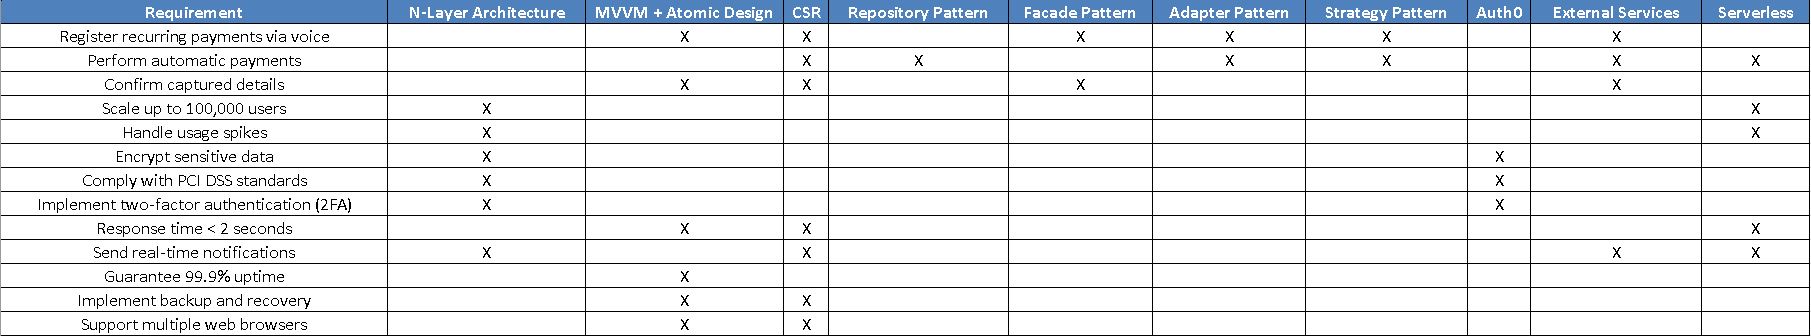 Requirement N-Layer Architecture MVVM + Atomic Design CSR Repository Pattern Facade Pattern Adapter Pattern Strategy Pattern Auth0 External Services Serverless
Register recurring payments via voice X X X X X X
Perform automatic payments X X X X X X
Confirm captured details X X X X
Scale up to 100,000 users X X
Handle usage spikes X X
Encrypt sensitive data X X
Comply with PCI DSS standards X X
Implement two-factor authentication (2FA) X X
Response time < 2 seconds X X X
Send real-time notifications X X X X
Guarantee 99.9% uptime X
Implement backup and recovery X X
Support multiple web browsers X X